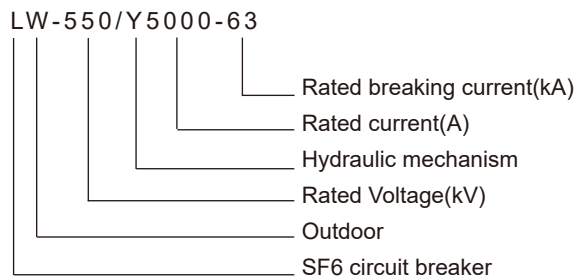 LW-550/Y5000-63
Rated breaking current(kA)
Rated current(A)
Hydraulic mechanism
Rated Voltage(kV)
Outdoor
SF6 circuit breaker